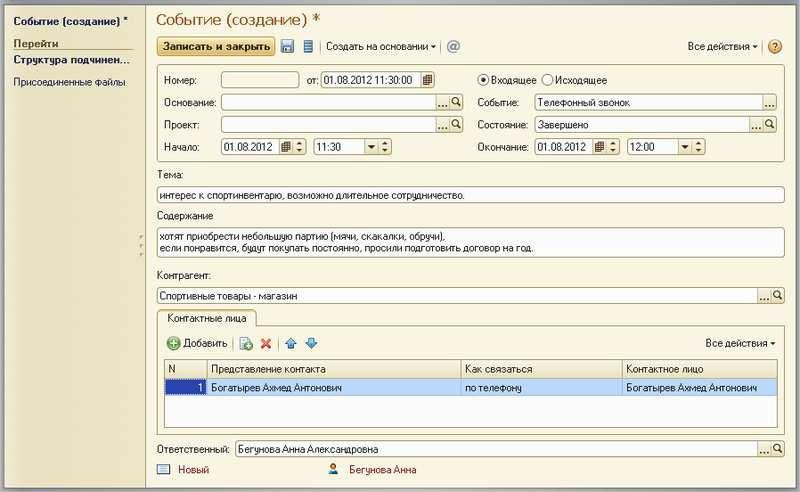 Событие (создание) *
Перейти
Структура подчинен...
Присоединенные файлы
Событие (создание) *
Записать и закрыть Создать на основании @ Все действия ?
Номер: от: 01.08.2012 11:30:00 Входящее Исходящее
Основание: ... Событие: Телефонный звонок ...
Проект: ... Состояние: Завершено ...
Начало: 01.08.2012 11:30 Окончание: 01.08.2012 12:00
Тема:
интерес к спортинвентарю, возможно длительное сотрудничество.
Содержание
хотят приобрести небольшую партию (мячи, скакалки, обручи),
если понравится, будут покупать постоянно, просили подготовить договор на год.
Контрагент:
Спортивные товары - магазин ...
Контактные лица
Добавить Все действия
N Представление контакта Как связаться Контактное лицо
1 Богатырев Ахмед Антонович по телефону Богатырев Ахмед Антонович
Ответственный: Бегунова Анна Александровна ...
Новый Бегунова Анна